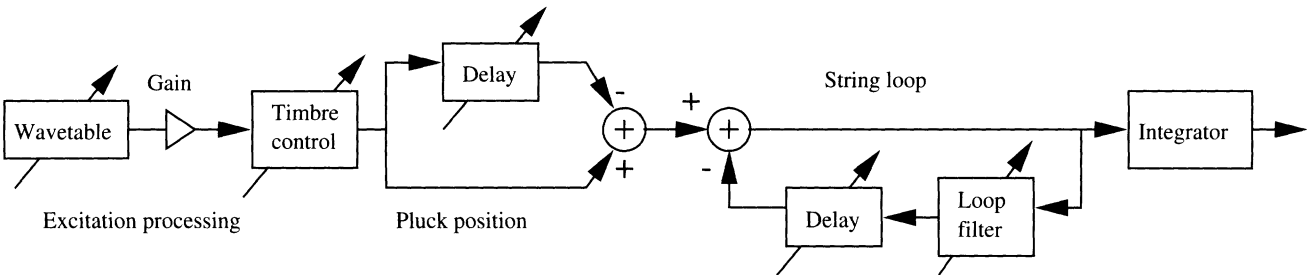 Wavetable
Gain
Timbre
control
Delay
-
+
+
+
+
-
String loop
Delay
Loop
filter
Integrator
Excitation processing
Pluck position